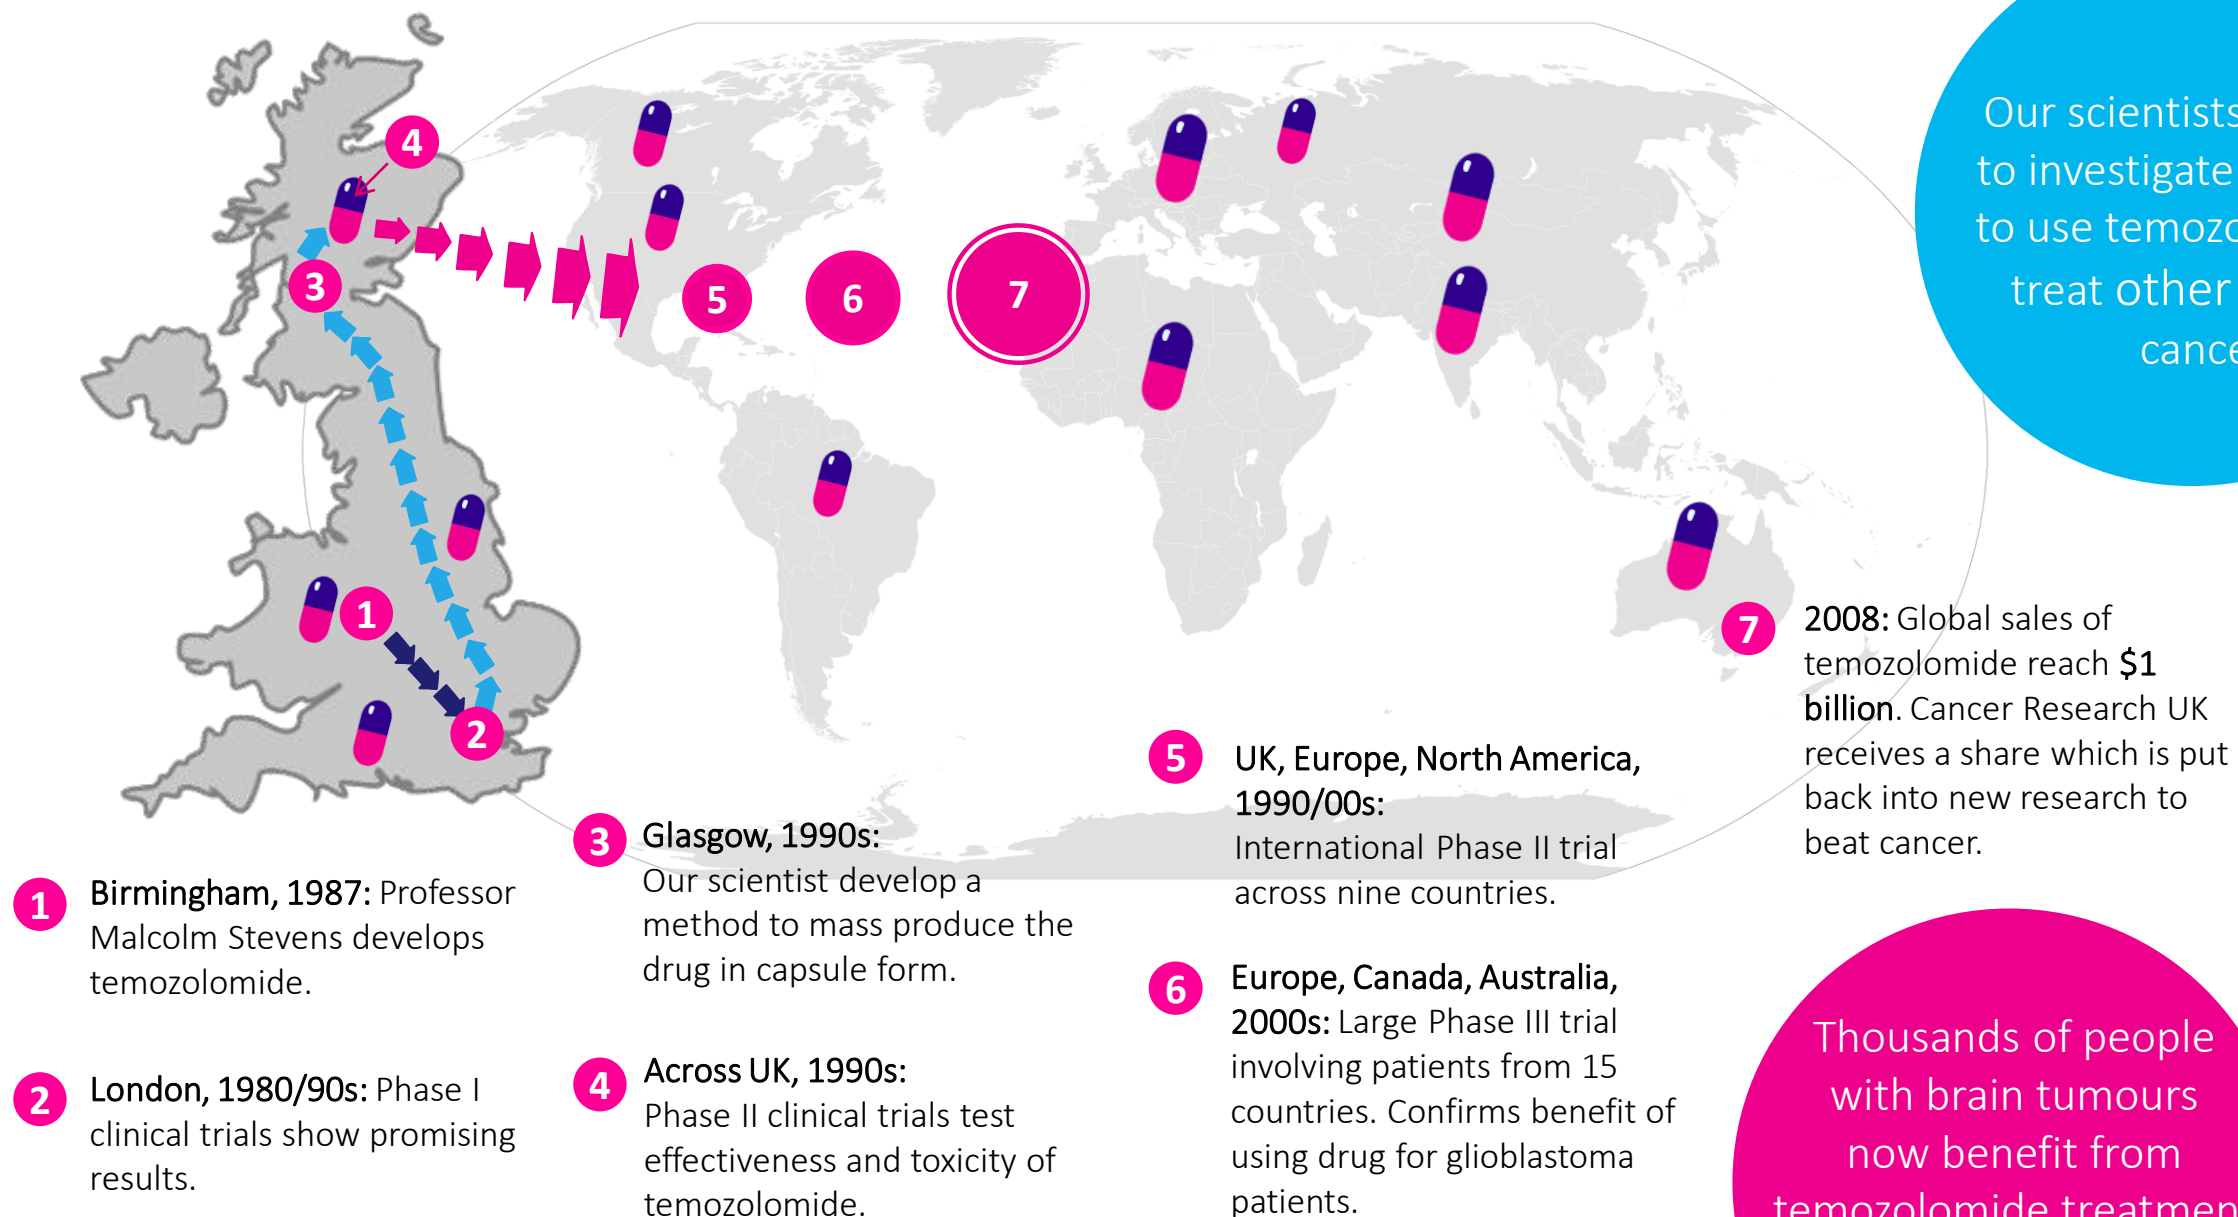 4
3
5
6
7
1
2
Our scientists
to investigate
to use
treat other
7
2008: Global sales of
temozolomide reach $1
billion. Cancer Research UK
receives a share which is put
back into new research to
beat cancer.
5
UK, Europe, North America,
1990/00s:
International Phase II trial
across nine countries.
3
Glasgow, 1990s:
Our scientist develop a
method to mass produce the
drug in capsule form.
1
Birmingham, 1987: Professor
Malcolm Stevens develops
temozolomide.
6
Europe, Canada, Australia,
2000s: Large Phase III trial
involving patients from 15
countries. Confirms benefit of
using drug for glioblastoma
patients.
2
London, 1980/90s: Phase I
clinical trials show promising
results.
4
Across UK, 1990s:
Phase II clinical trials test
effectiveness and toxicity of
temozolomide.
Thousands of people
with brain tumours
now benefit from
temozolomide